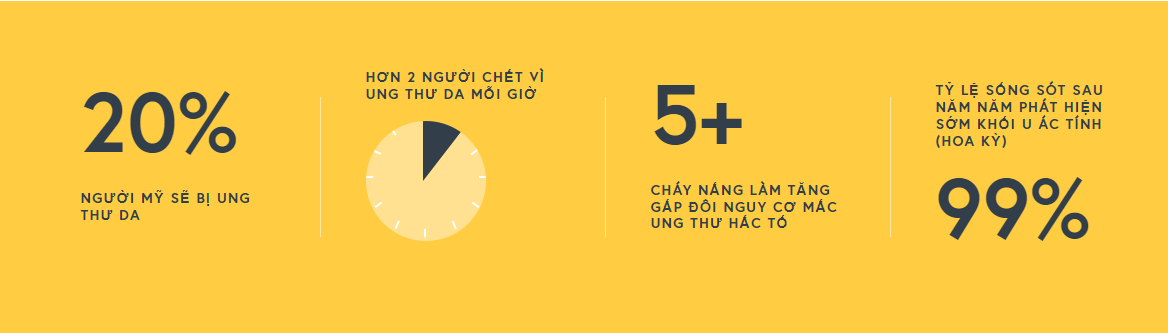 20%
NGƯỜI MỸ SẼ BỊ UNG
THƯ DA
HƠN 2 NGƯỜI CHẾT VÌ
UNG THƯ DA MỖI GIỜ
5+
CHÁY NẮNG LÀM TĂNG
GẤP ĐÔI NGUY CƠ MẮC
UNG THƯ HẮC TỐ
TỶ LỆ SỐNG SÓT SAU
NĂM NĂM PHÁT HIỆN
SỚM KHỐI U ÁC TÍNH
(HOA KỲ)
99%